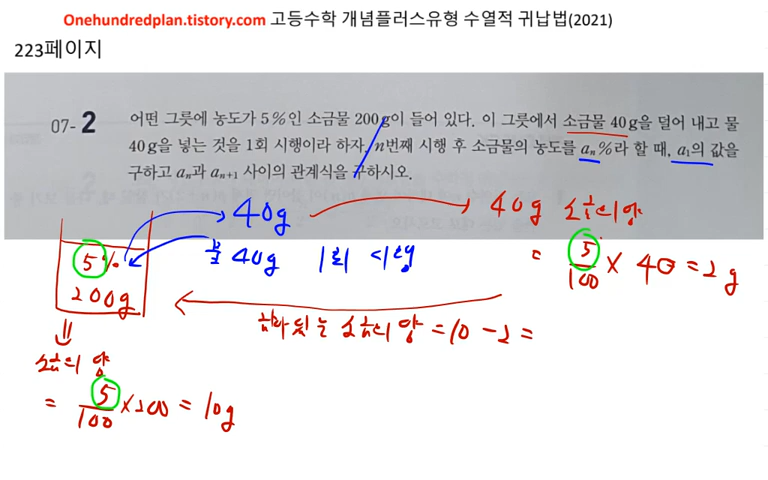 Onehundredplan.tistory.com 고등수학 개념플러스유형 수열적 귀납법(2021)
223페이지
07-2 어떤 그릇에 농도가 5%인 소금물 200g이 들어 있다. 이 그릇에서 소금물 40g을 덜어 내고 물
40g을 넣는 것을 1회 시행이라 하자. n번째 시행 후 소금물의 농도를 aₙ%라 할 때, a₁의 값을
구하고 aₙ과 aₙ₊₁ 사이의 관계식을 구하시오.
40g
40g 소금의 양
= 5/100 × 40 = 2g
물 40g 1회 시행
5%
200g
소금의 양 = 10 - 2 =
소금의 양
= 5/100 × 200 = 10g